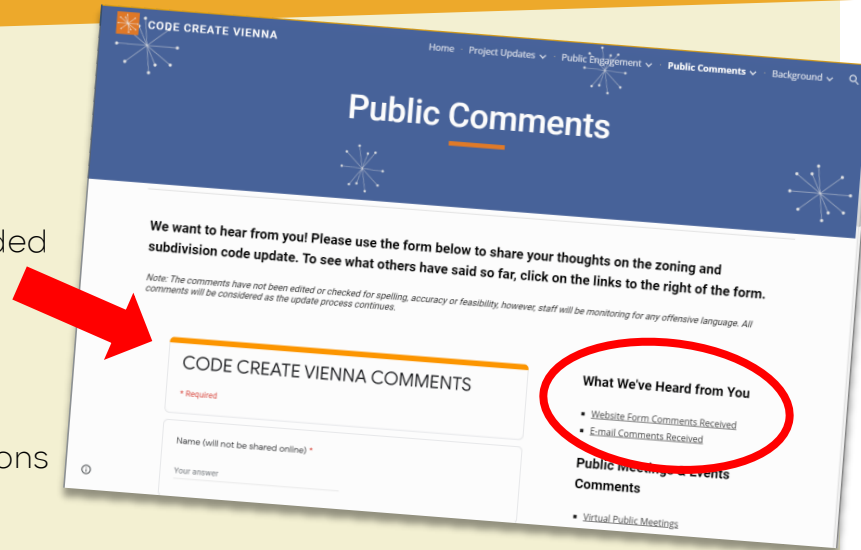 CODE CREATE VIENNA
Home · Project Updates · Public Engagement · Public Comments · Background
Public Comments
We want to hear from you! Please use the form below to share your thoughts on the zoning and
subdivision code update. To see what others have said so far, click on the links to the right of the form.
Note: The comments have not been edited or checked for spelling, accuracy or feasibility, however, staff will be monitoring for any offensive language. All
comments will be considered as the update process continues.
CODE CREATE VIENNA COMMENTS
* Required
Name (will not be shared online) *
Your answer
What We've Heard from You
Website Form Comments Received
E-mail Comments Received
Public Meetings & Events
Comments
Virtual Public Meetings